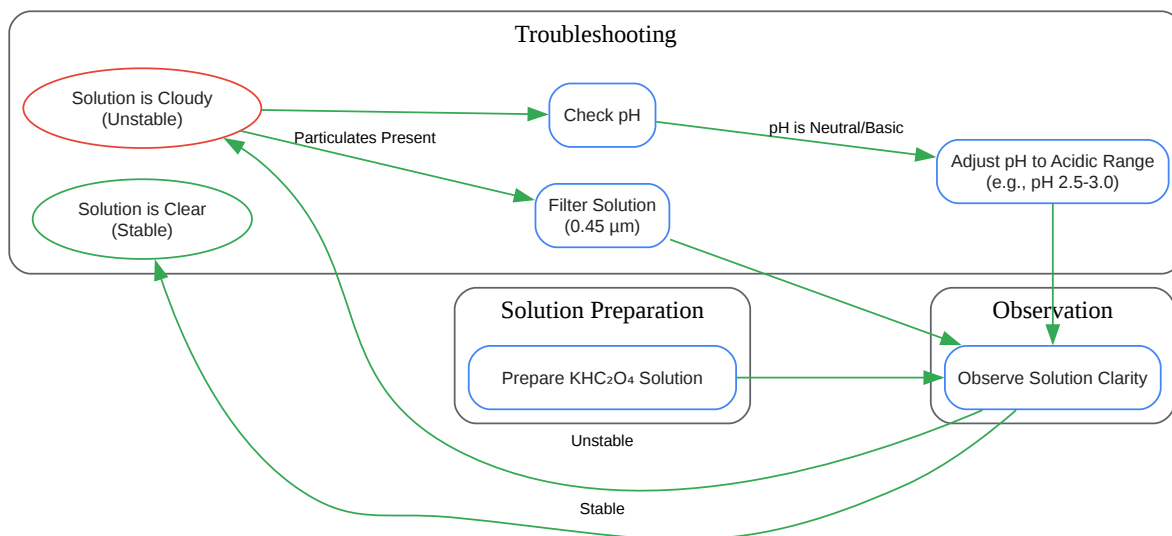 Troubleshooting
Solution is Cloudy
(Unstable)
Check pH
pH is Neutral/Basic
Particulates Present
Adjust pH to Acidic Range
(e.g., pH 2.5-3.0)
Solution is Clear
(Stable)
Filter Solution
(0.45 µm)
Solution Preparation
Observation
Prepare KHC₂O₄ Solution
Observe Solution Clarity
Unstable
Stable